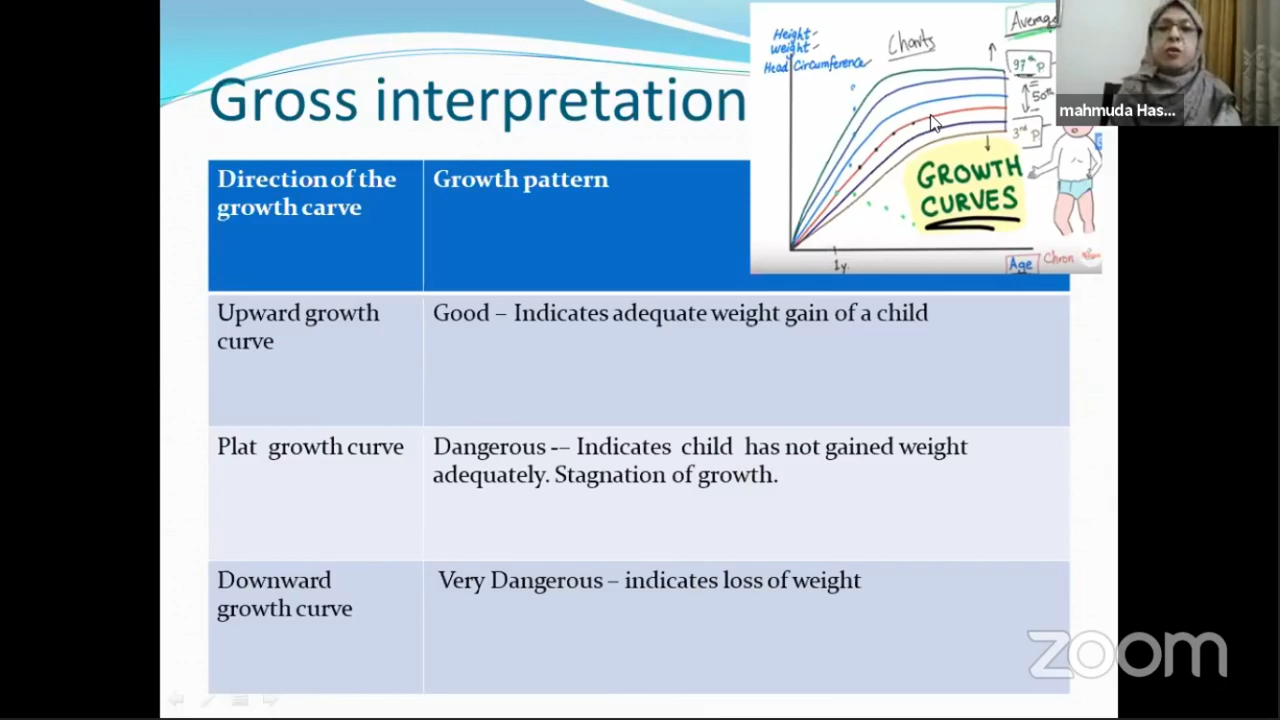 Gross interpretation
Height-
weight-
Head Circumference
Charts
Average
97th P
50th
3rd P
GROWTH
CURVES
1y.
Age
Chron
mahmuda Has...
Direction of the
growth carve
Growth pattern
Upward growth
curve
Good – Indicates adequate weight gain of a child
Plat growth curve
Dangerous -– Indicates child has not gained weight
adequately. Stagnation of growth.
Downward
growth curve
Very Dangerous – indicates loss of weight
zoom